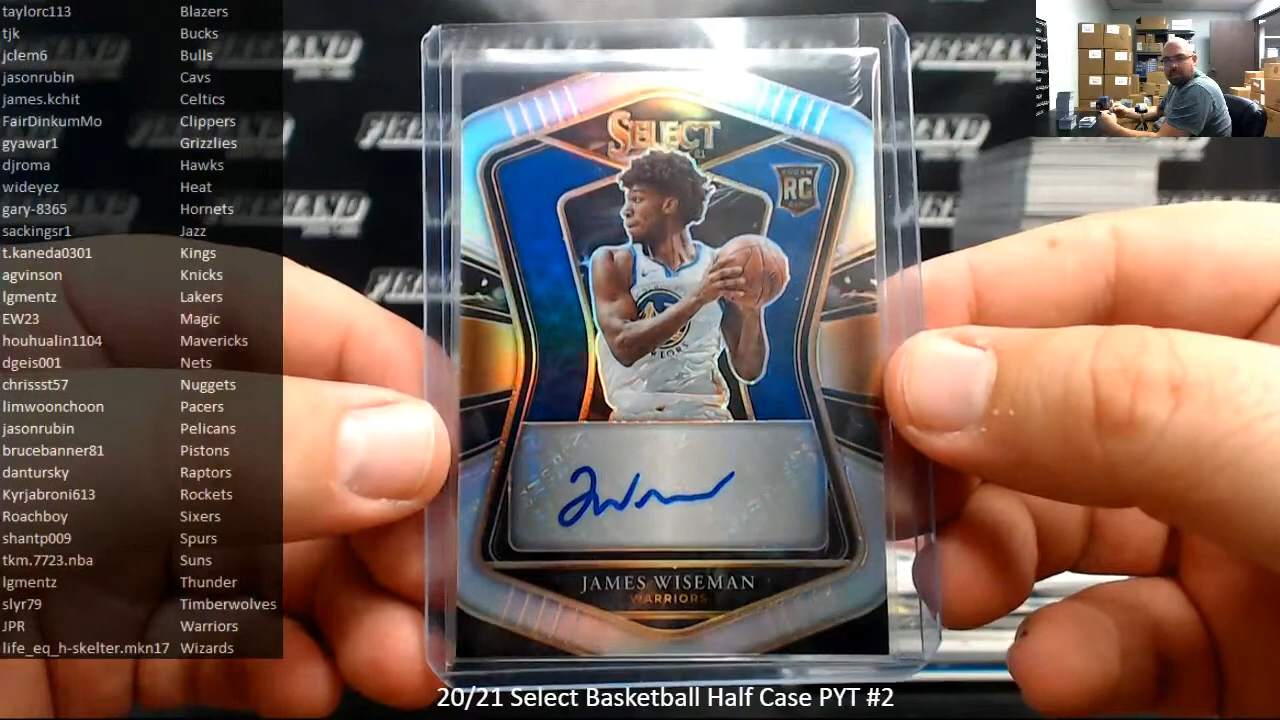 taylorc113 Blazers
tjk Bucks
jclem6 Bulls
jasonrubin Cavs
james.kchit Celtics
FairDinkumMo Clippers
gyawar1 Grizzlies
djroma Hawks
wideyez Heat
gary-8365 Hornets
sackingsr1 Jazz
t.kaneda0301 Kings
agvinson Knicks
lgmentz Lakers
EW23 Magic
houhualin1104 Mavericks
dgeis001 Nets
chrissst57 Nuggets
limwoonchoon Pacers
jasonrubin Pelicans
brucebanner81 Pistons
dantursky Raptors
Kyrjabroni613 Rockets
Roachboy Sixers
shantp009 Spurs
tkm.7723.nba Suns
lgmentz Thunder
slyr79 Timberwolves
JPR Warriors
life_eq_h-skelter.mkn17 Wizards
SELECT
RC
WARRIORS
JAMES WISEMAN
WARRIORS
20/21 Select Basketball Half Case PYT #2